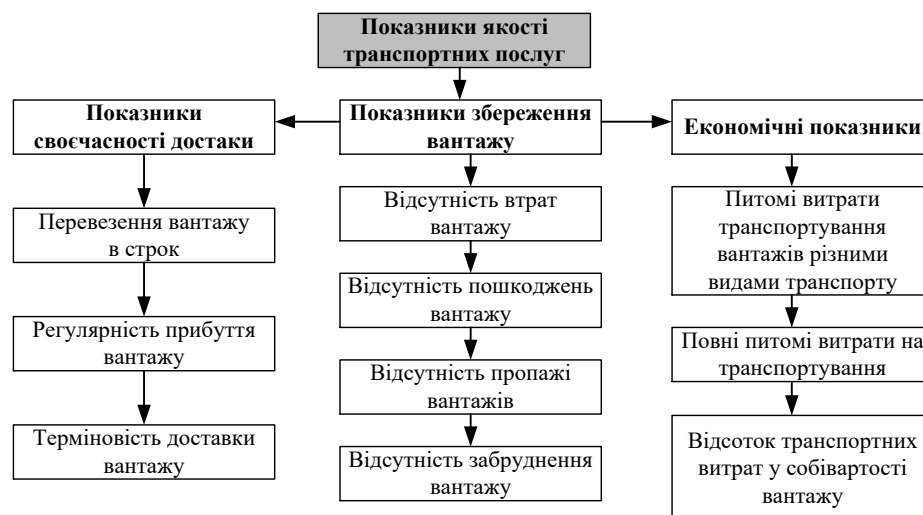 Показники якості
транспортних послуг
Показники
своєчасності достаки
Перевезення вантажу
в строк
Регулярність прибуття
вантажу
Терміновість доставки
вантажу
Показники збереження
вантажу
Відсутність втрат
вантажу
Відсутність пошкоджень
вантажу
Відсутність пропажі
вантажів
Відсутність забруднення
вантажу
Економічні показники
Питомі витрати
транспортування
вантажів різними
видами транспорту
Повні питомі витрати на
транспортування
Відсоток транспортних
витрат у собівартості
вантажу